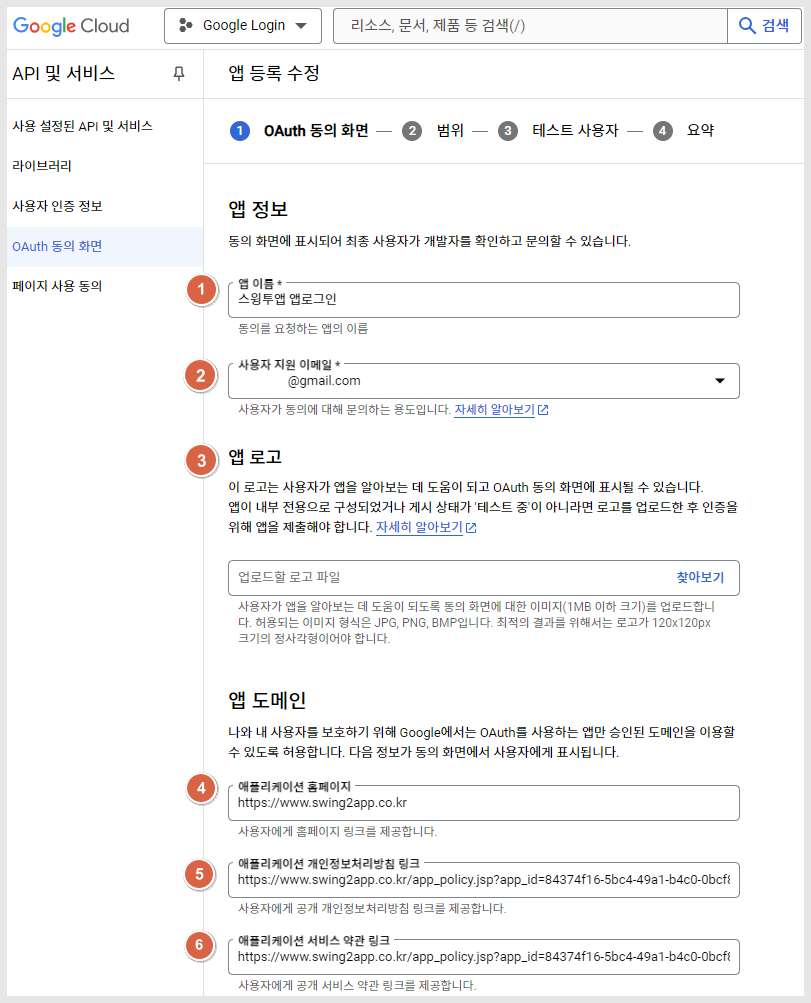 Google Cloud
Google Login
리소스, 문서, 제품 등 검색(/)
검색
API 및 서비스
앱 등록 수정
사용 설정된 API 및 서비스
라이브러리
사용자 인증 정보
OAuth 동의 화면
페이지 사용 동의
1 OAuth 동의 화면 — 2 범위 — 3 테스트 사용자 — 4 요약
앱 정보
동의 화면에 표시되어 최종 사용자가 개발자를 확인하고 문의할 수 있습니다.
1
앱 이름 *
스윙투앱 앱로그인
동의를 요청하는 앱의 이름
2
사용자 지원 이메일 *
@gmail.com
사용자가 동의에 대해 문의하는 용도입니다. 자세히 알아보기
3
앱 로고
이 로고는 사용자가 앱을 알아보는 데 도움이 되고 OAuth 동의 화면에 표시될 수 있습니다.
앱이 내부 전용으로 구성되었거나 게시 상태가 '테스트 중'이 아니라면 로고를 업로드한 후 인증을
위해 앱을 제출해야 합니다. 자세히 알아보기
업로드할 로고 파일
찾아보기
사용자가 앱을 알아보는 데 도움이 되도록 동의 화면에 대한 이미지(1MB 이하 크기)를 업로드합니
다. 허용되는 이미지 형식은 JPG, PNG, BMP입니다. 최적의 결과를 위해서는 로고가 120x120px
크기의 정사각형이어야 합니다.
앱 도메인
나와 내 사용자를 보호하기 위해 Google에서는 OAuth를 사용하는 앱만 승인된 도메인을 이용할
수 있도록 허용합니다. 다음 정보가 동의 화면에서 사용자에게 표시됩니다.
4
애플리케이션 홈페이지
https://www.swing2app.co.kr
사용자에게 홈페이지 링크를 제공합니다.
5
애플리케이션 개인정보처리방침 링크
https://www.swing2app.co.kr/app_policy.jsp?app_id=84374f16-5bc4-49a1-b4c0-0bcf8
사용자에게 공개 개인정보처리방침 링크를 제공합니다.
6
애플리케이션 서비스 약관 링크
https://www.swing2app.co.kr/app_policy.jsp?app_id=84374f16-5bc4-49a1-b4c0-0bcf8
사용자에게 공개 서비스 약관 링크를 제공합니다.